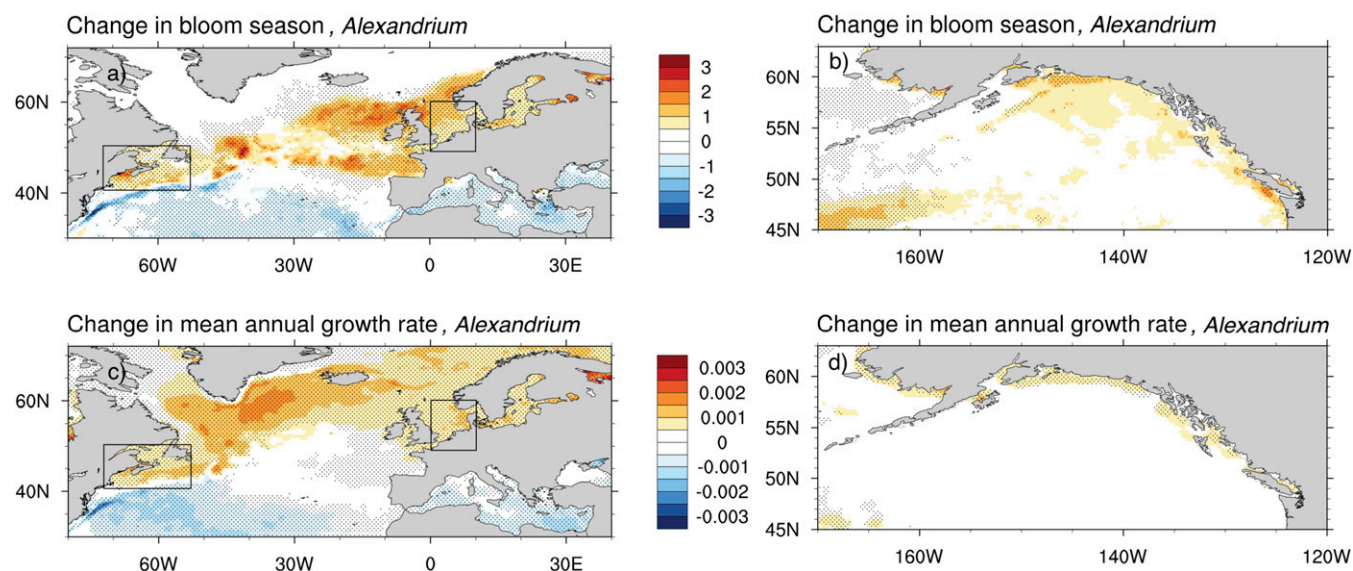 Change in bloom season, Alexandrium
a)
60N
40N
60W 30W 0 30E
3
2
1
0
-1
-2
-3
Change in bloom season, Alexandrium
b)
60N
55N
50N
45N
160W 140W 120W
Change in mean annual growth rate, Alexandrium
c)
60N
40N
60W 30W 0 30E
0.003
0.002
0.001
0
-0.001
-0.002
-0.003
Change in mean annual growth rate, Alexandrium
d)
60N
55N
50N
45N
160W 140W 120W